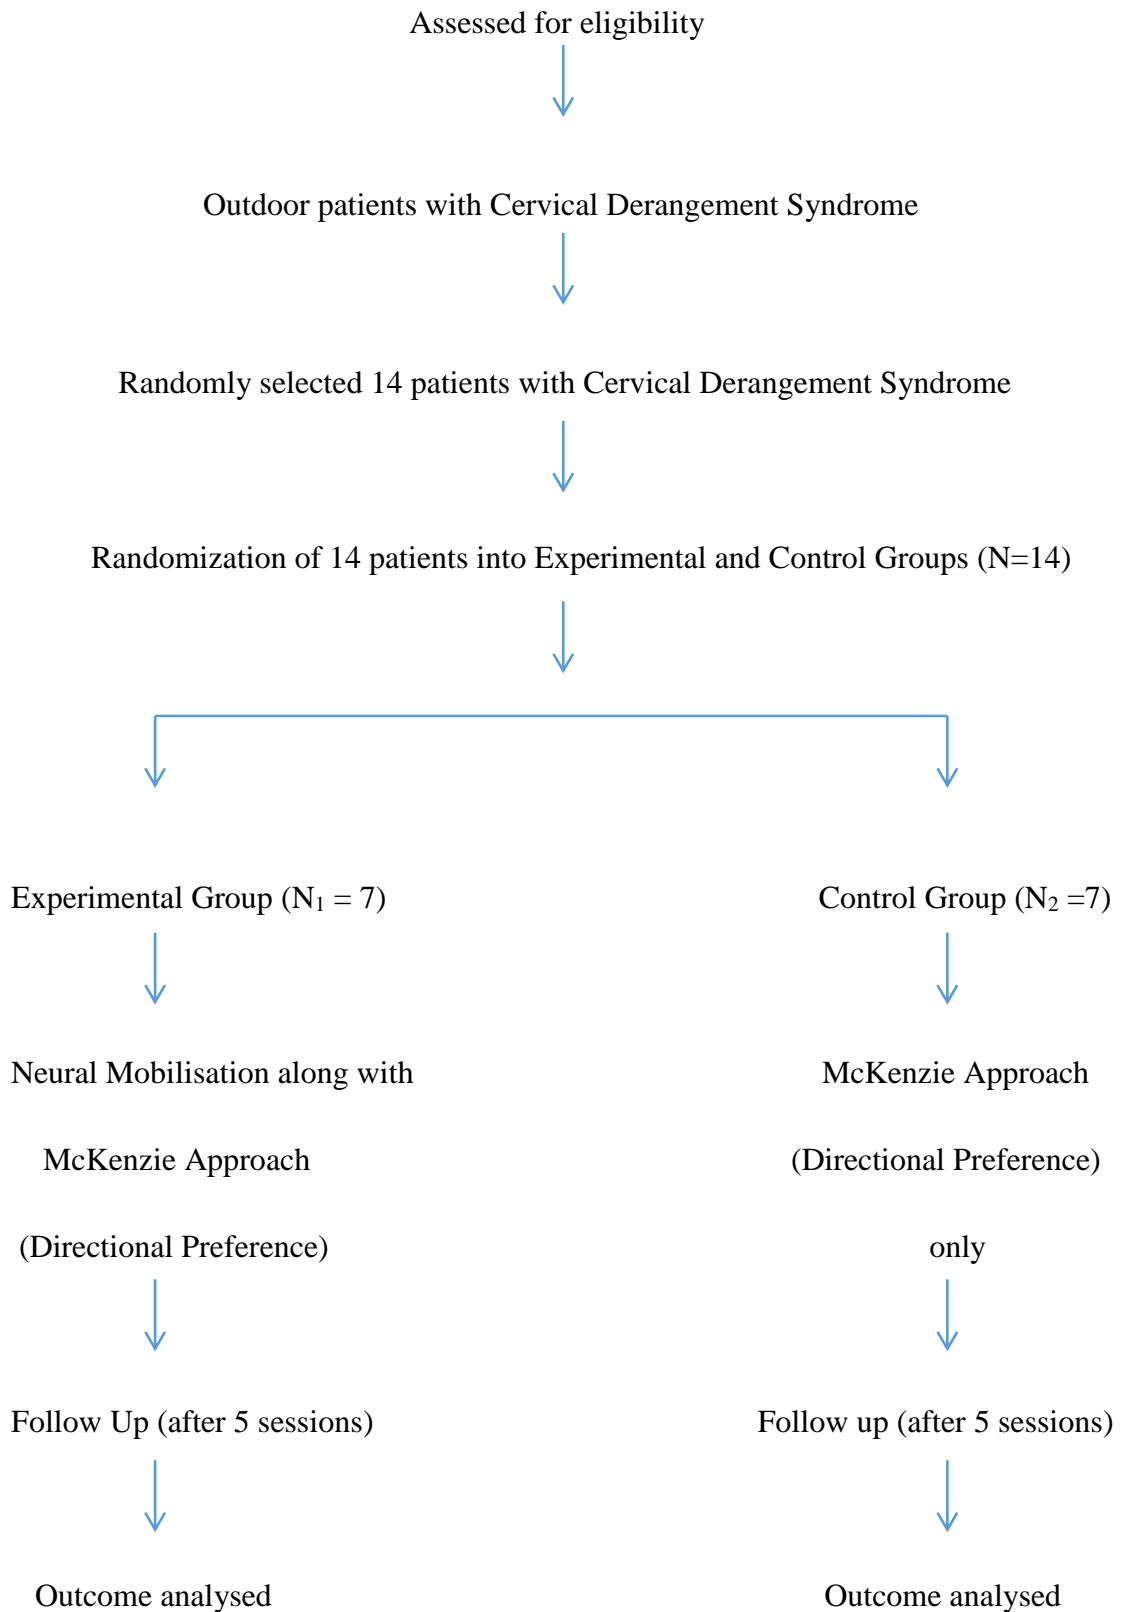 Assessed for eligibility
Outdoor patients with Cervical Derangement Syndrome
Randomly selected 14 patients with Cervical Derangement Syndrome
Randomization of 14 patients into Experimental and Control Groups (N=14)
Experimental Group (N₁ = 7)
Control Group (N₂ =7)
Neural Mobilisation along with
McKenzie Approach
(Directional Preference)
McKenzie Approach
(Directional Preference)
only
Follow Up (after 5 sessions)
Follow up (after 5 sessions)
Outcome analysed
Outcome analysed